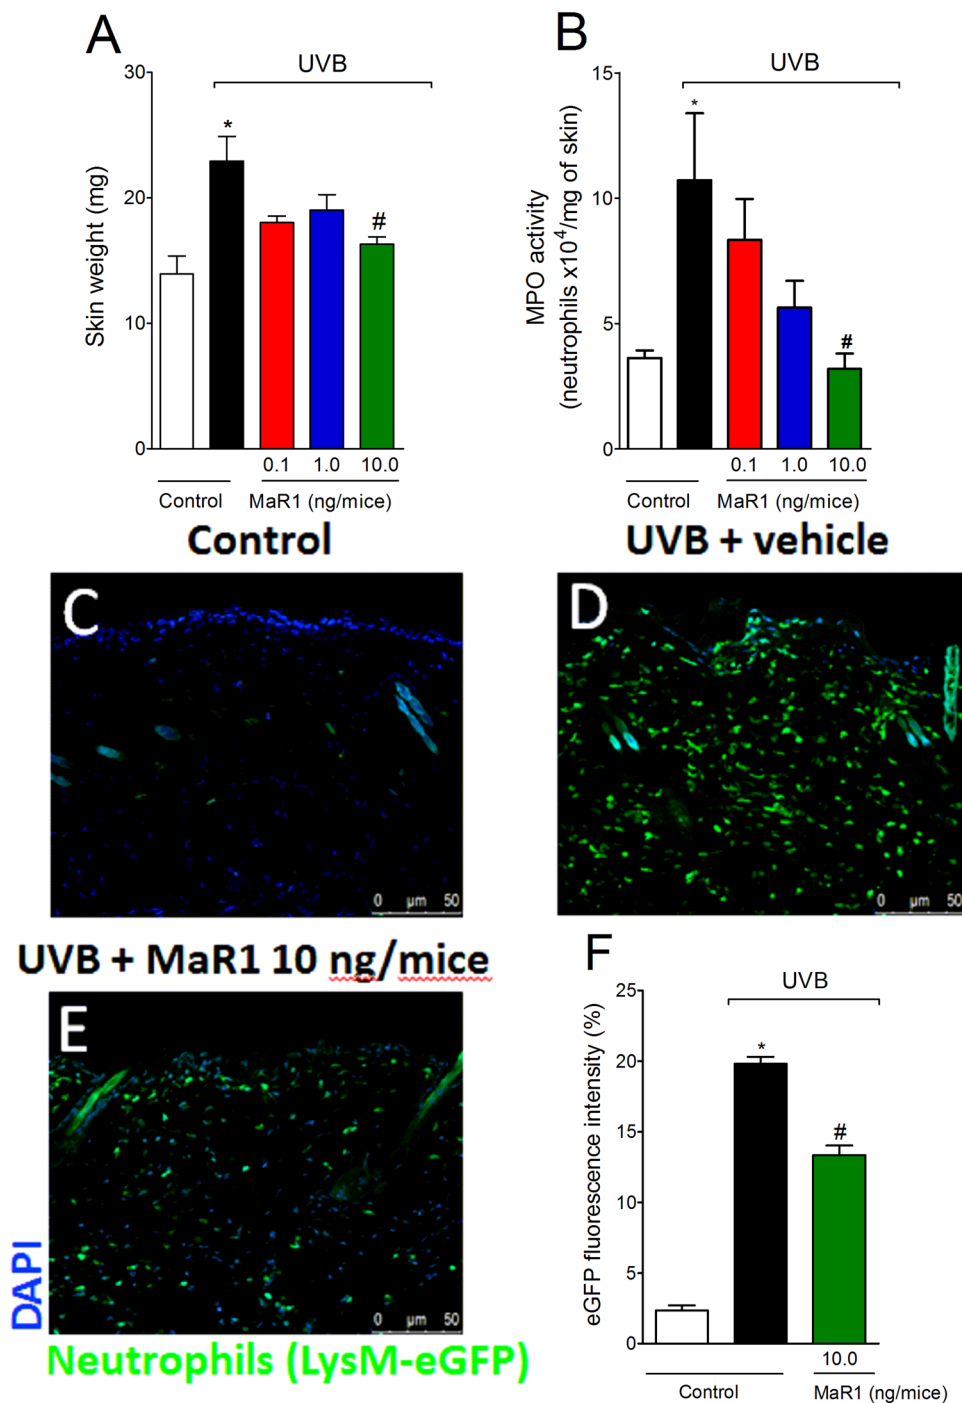 A
UVB
Skin weight (mg)
30
20
10
0
*
#
0.1 1.0 10.0
Control MaR1 (ng/mice)
B
UVB
MPO activity
(neutrophils x10⁴/mg of skin)
15
10
5
0
*
#
0.1 1.0 10.0
Control MaR1 (ng/mice)
Control
C
0 µm 50
UVB + vehicle
D
0 µm 50
UVB + MaR1 10 ng/mice
E
0 µm 50
DAPI
Neutrophils (LysM-eGFP)
F
UVB
eGFP fluorescence intensity (%)
25
20
15
10
5
0
*
#
10.0
Control MaR1 (ng/mice)